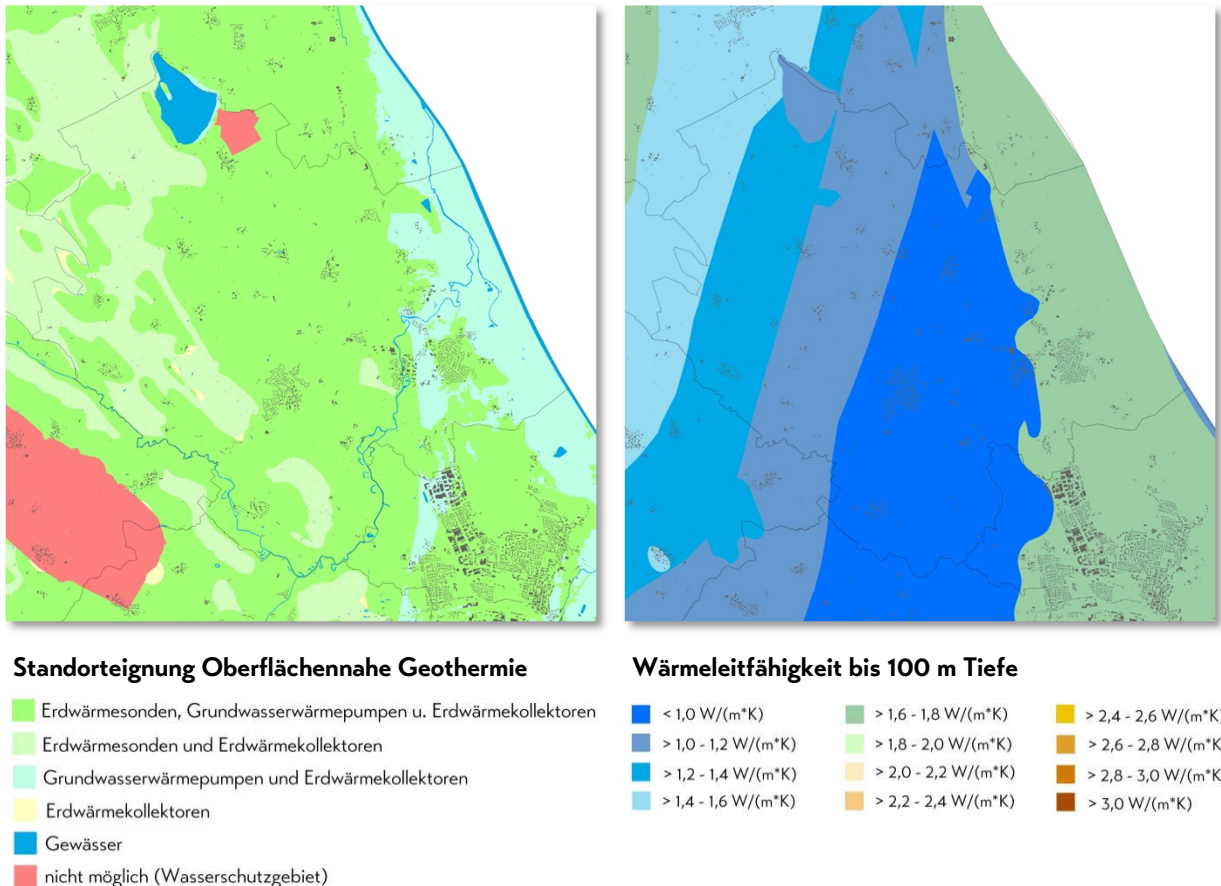 Standorteignung Oberflächennahe Geothermie
Erdwärmesonden, Grundwasserwärmepumpen u. Erdwärmekollektoren
Erdwärmesonden und Erdwärmekollektoren
Grundwasserwärmepumpen und Erdwärmekollektoren
Erdwärmekollektoren
Gewässer
nicht möglich (Wasserschutzgebiet)
Wärmeleitfähigkeit bis 100 m Tiefe
< 1,0 W/(m*K)
> 1,0 - 1,2 W/(m*K)
> 1,2 - 1,4 W/(m*K)
> 1,4 - 1,6 W/(m*K)
> 1,6 - 1,8 W/(m*K)
> 1,8 - 2,0 W/(m*K)
> 2,0 - 2,2 W/(m*K)
> 2,2 - 2,4 W/(m*K)
> 2,4 - 2,6 W/(m*K)
> 2,6 - 2,8 W/(m*K
> 2,8 - 3,0 W/(m*K
> 3,0 W/(m*K)